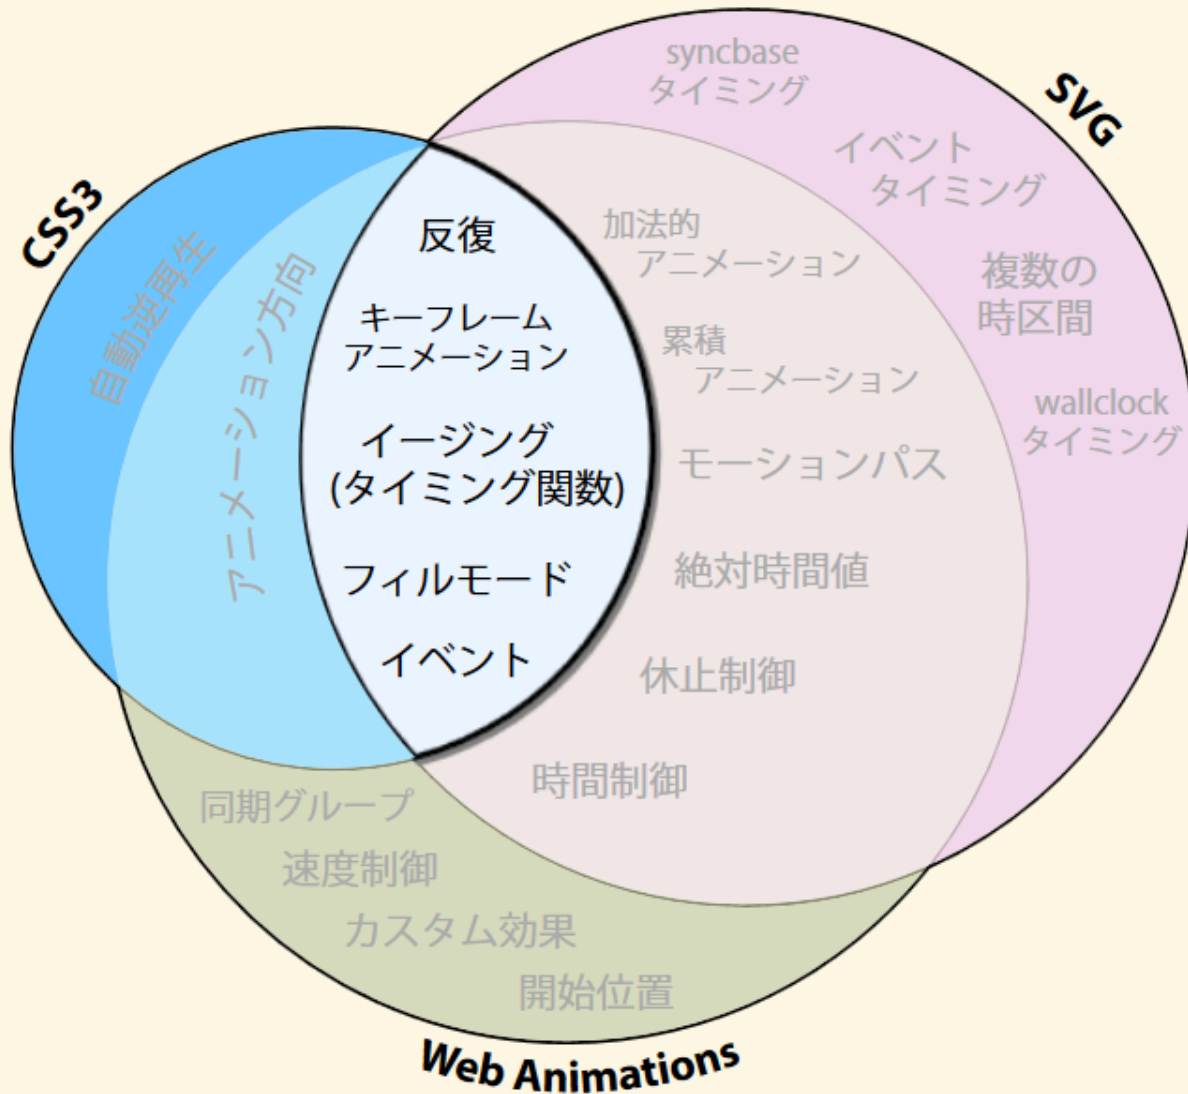 syncbase
タイミング
SVG
イベント
タイミング
CSS3
自動逆再生
アニメーション方向
反復
加法的
アニメーション
複数の
時区間
キーフレーム
アニメーション
累積
アニメーション
wallclock
タイミング
イージング
(タイミング関数)
モーションパス
フィルモード
絶対時間値
イベント
休止制御
時間制御
同期グループ
速度制御
カスタム効果
開始位置
Web Animations